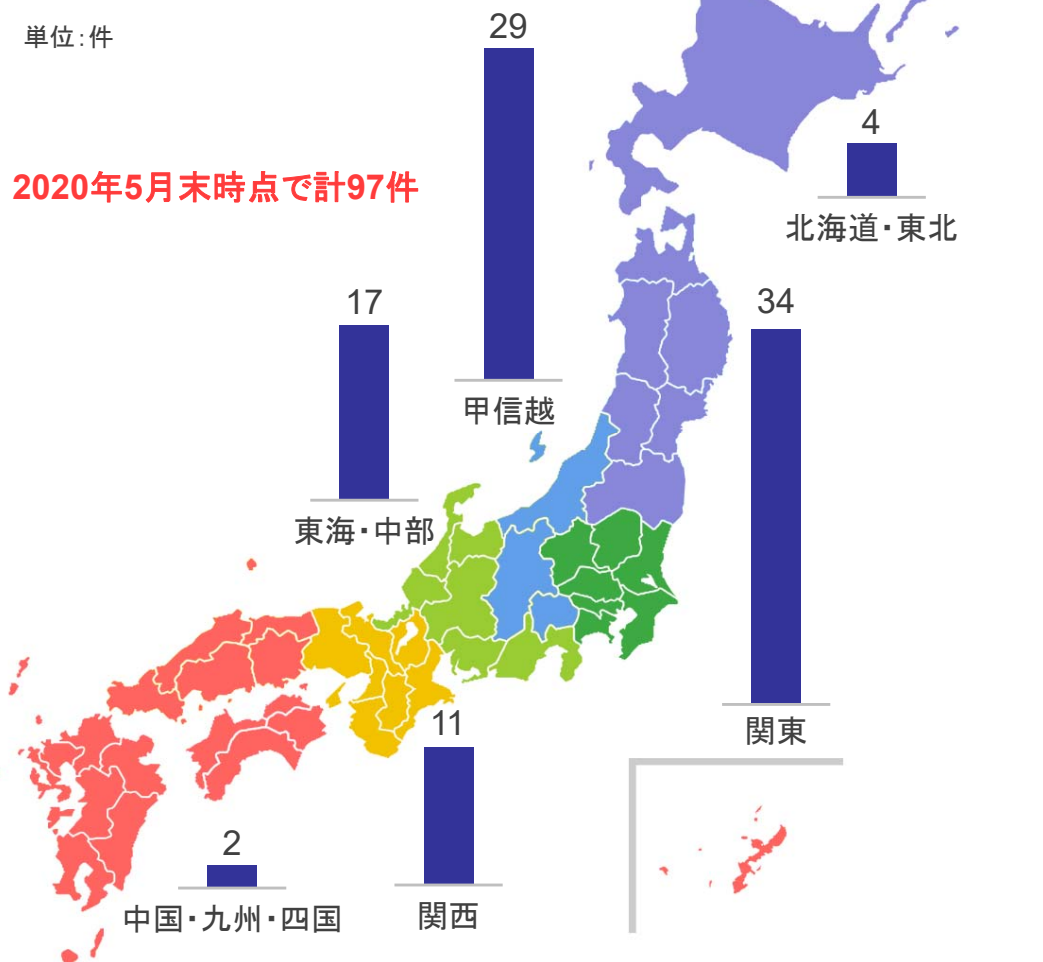 単位:件
29
4
北海道・東北
2020年5月末時点で計97件
17
34
甲信越
東海・中部
11
関東
2
中国・九州・四国
関西